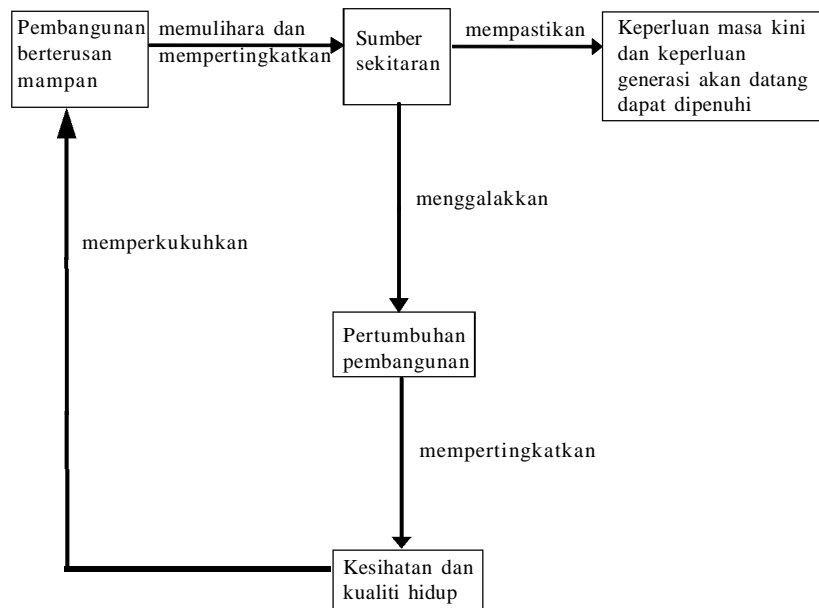 Pembangunan
berterusan
mampan
memulihara dan
mempertingkatkan
Sumber
sekitaran
mempastikan
Keperluan masa kini
dan keperluan
generasi akan datang
dapat dipenuhi
menggalakkan
memperkukuhkan
Pertumbuhan
pembangunan
mempertingkatkan
Kesihatan dan
kualiti hidup